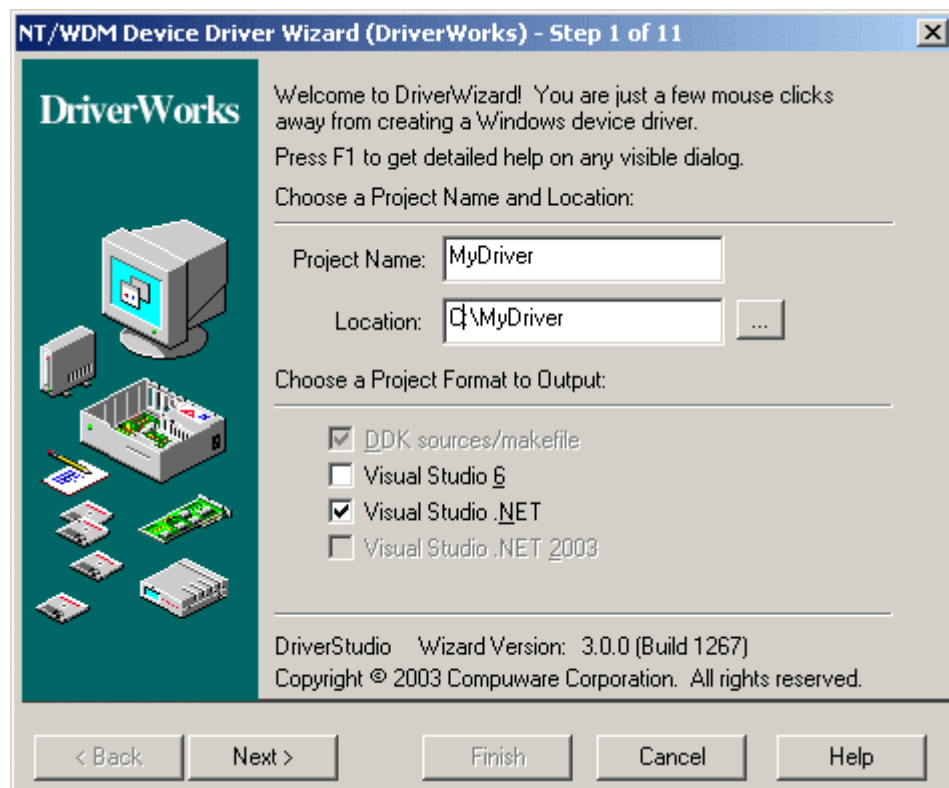 NT/WDM Device Driver Wizard (DriverWorks) - Step 1 of 11
DriverWorks
Welcome to DriverWizard! You are just a few mouse clicks
away from creating a Windows device driver.
Press F1 to get detailed help on any visible dialog.
Choose a Project Name and Location:
Project Name: MyDriver
Location: C:\MyDriver ...
Choose a Project Format to Output:
DDK sources/makefile
Visual Studio 6
Visual Studio .NET
Visual Studio .NET 2003
DriverStudio Wizard Version: 3.0.0 (Build 1267)
Copyright © 2003 Compuware Corporation. All rights reserved.
< Back Next > Finish Cancel Help